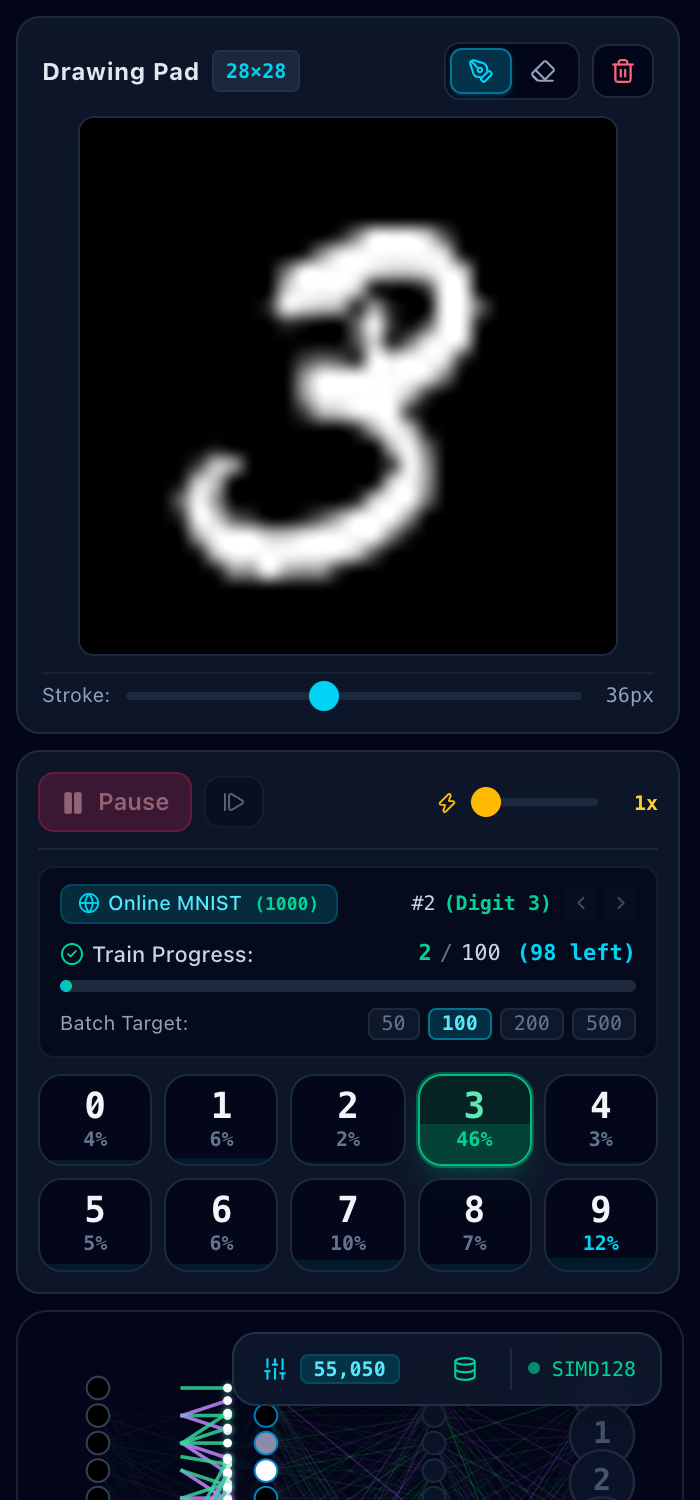 Drawing Pad 28×28
3
Stroke: 36px
Pause 1x
Online MNIST (1000) #2 (Digit 3)
Train Progress: 2 / 100 (98 left)
Batch Target: 50 100 200 500
0 1 2 3 4
4% 6% 2% 46% 3%
5 6 7 8 9
5% 6% 10% 7% 12%
55,050 SIMD128
1
2